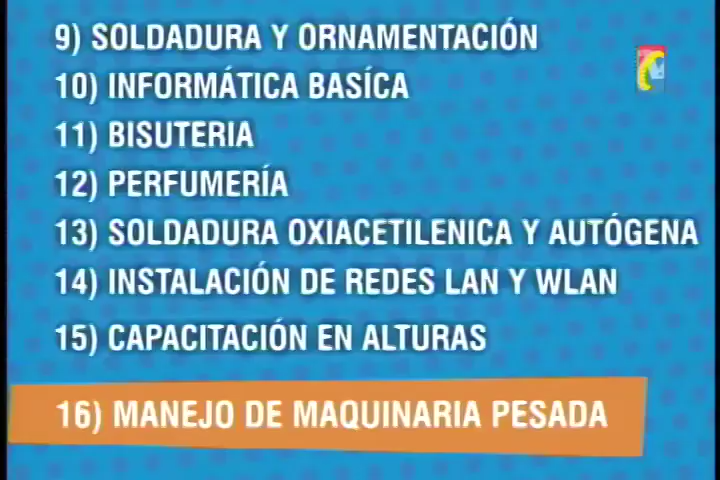 9) SOLDADURA Y ORNAMENTACIÓN
10) INFORMÁTICA BASÍCA
11) BISUTERIA
12) PERFUMERÍA
13) SOLDADURA OXIACETILENICA Y AUTÓGENA
14) INSTALACIÓN DE REDES LAN Y WLAN
15) CAPACITACIÓN EN ALTURAS
16) MANEJO DE MAQUINARIA PESADA